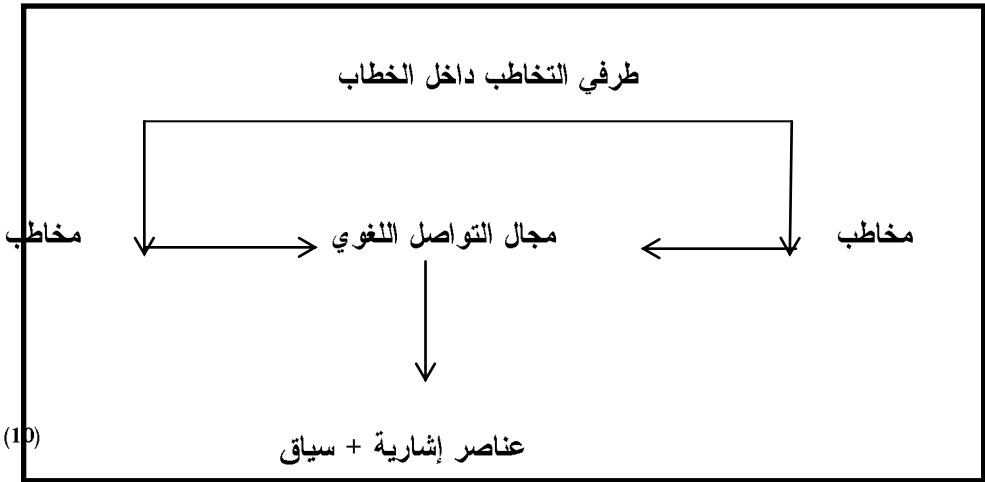 طرفي التخاطب داخل الخطاب
مخاطب مجال التواصل اللغوي مخاطب
عناصر إشارية + سياق (10)